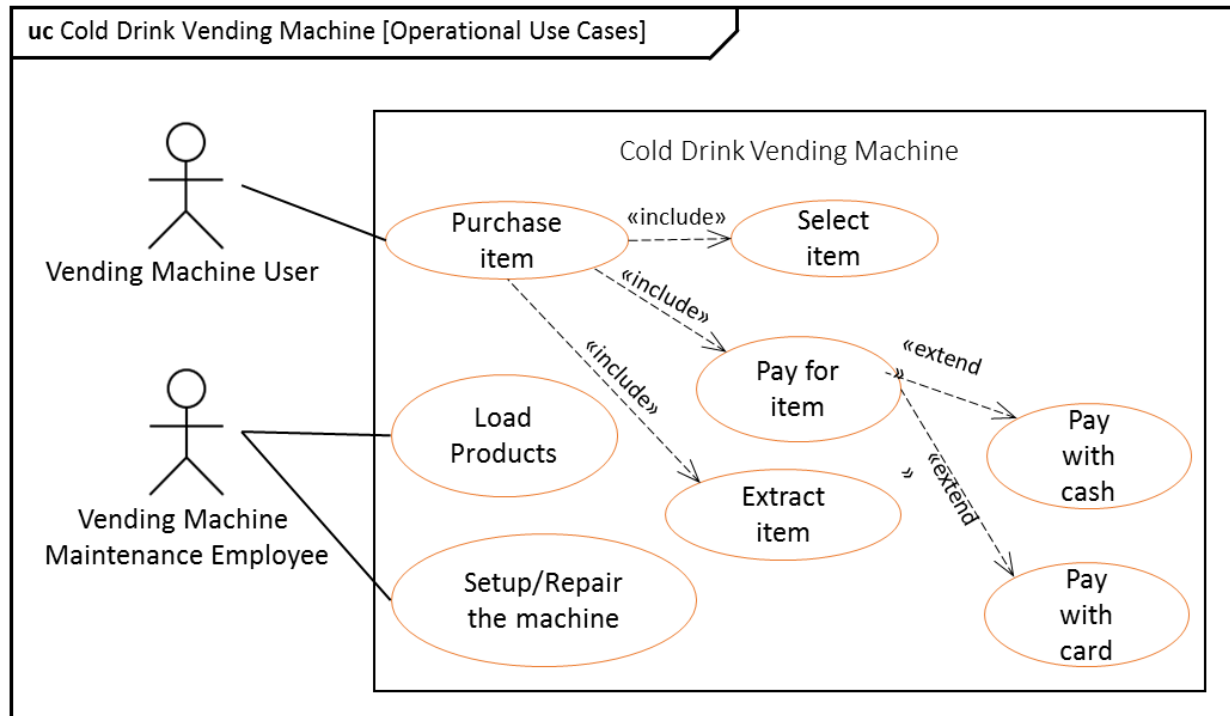 uc Cold Drink Vending Machine [Operational Use Cases]
Cold Drink Vending Machine
Vending Machine User
Purchase
item
«include»
Select
item
«include»
«include»
Pay for
item
«extend
»
Pay
with
cash
Vending Machine
Maintenance Employee
Load
Products
Extract
item
«extend
»
Setup/Repair
the machine
Pay
with
card